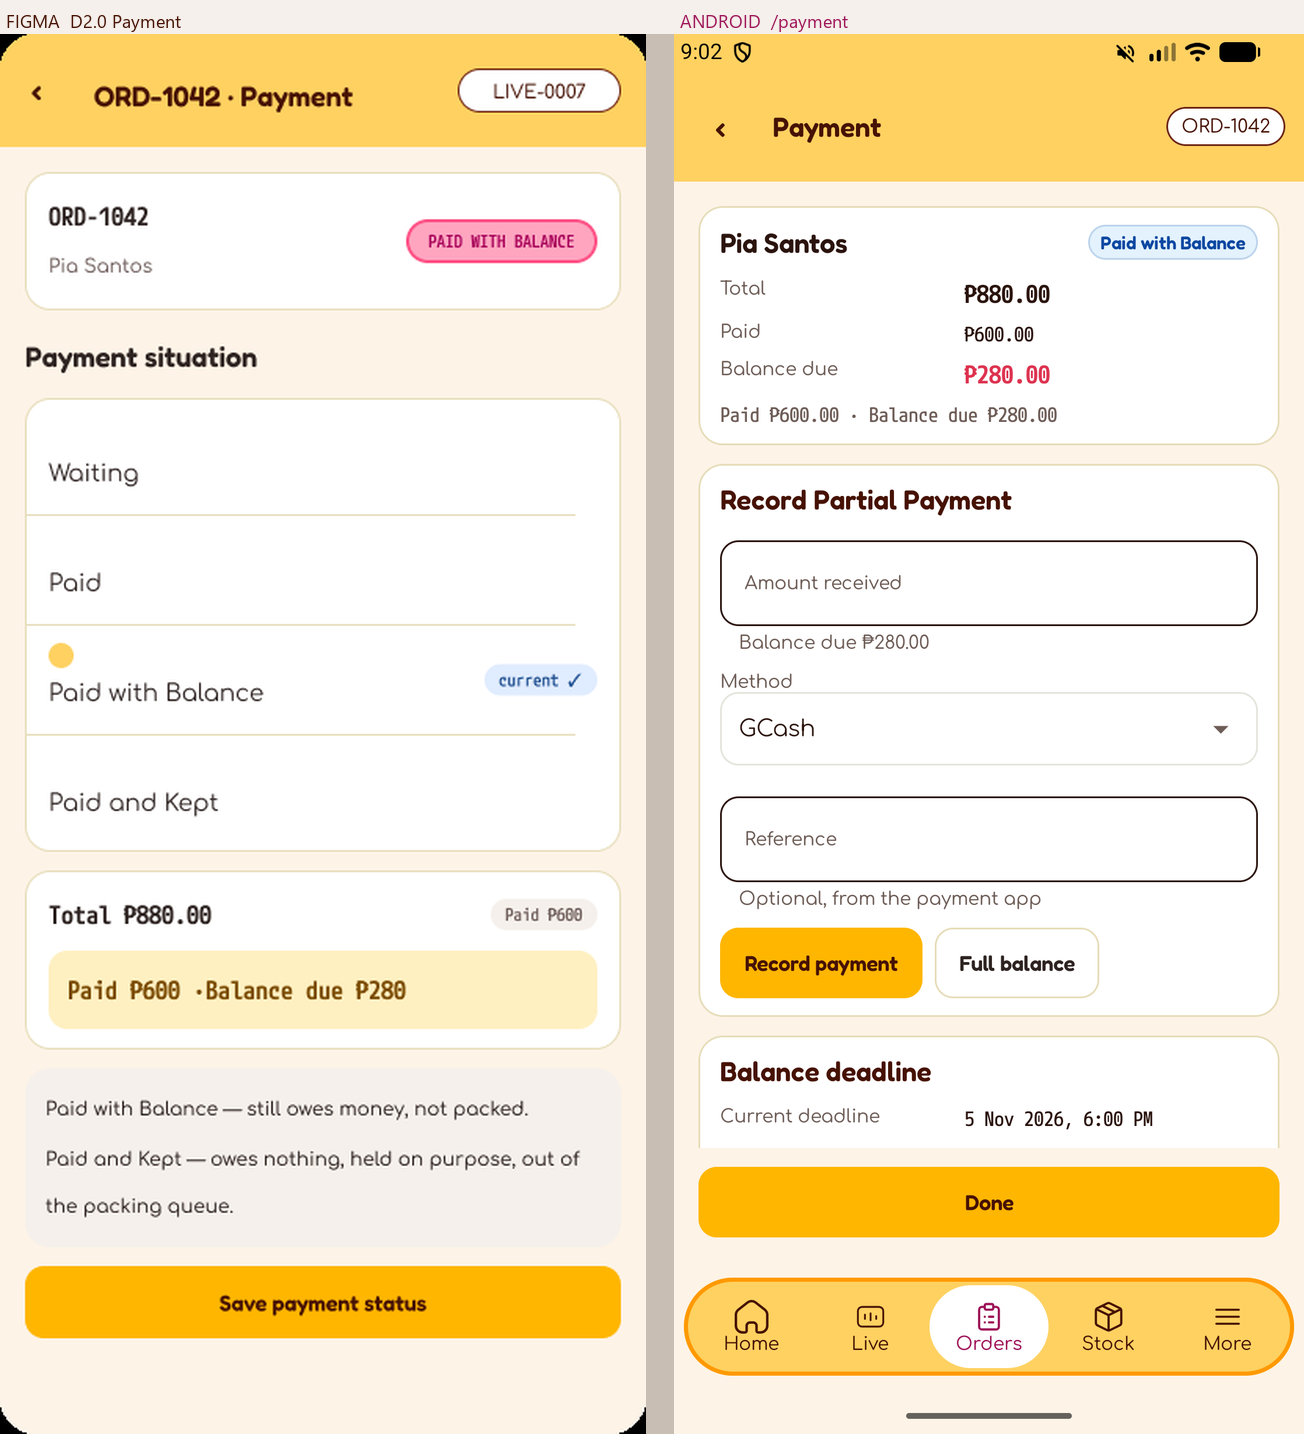 FIGMA D2.0 Payment
ORD-1042 · Payment
LIVE-0007
ORD-1042
Pia Santos
PAID WITH BALANCE
Payment situation
Waiting
Paid
Paid with Balance
current ✓
Paid and Kept
Total ₱880.00
Paid ₱600
Paid ₱600 ·Balance due ₱280
Paid with Balance — still owes money, not packed.
Paid and Kept — owes nothing, held on purpose, out of
the packing queue.
Save payment status
ANDROID /payment
9:02
Payment
ORD-1042
Pia Santos
Paid with Balance
Total
₱880.00
Paid
₱600.00
Balance due
₱280.00
Paid ₱600.00 · Balance due ₱280.00
Record Partial Payment
Amount received
Balance due ₱280.00
Method
GCash
Reference
Optional, from the payment app
Record payment
Full balance
Balance deadline
Current deadline
5 Nov 2026, 6:00 PM
Done
Home
Live
Orders
Stock
More